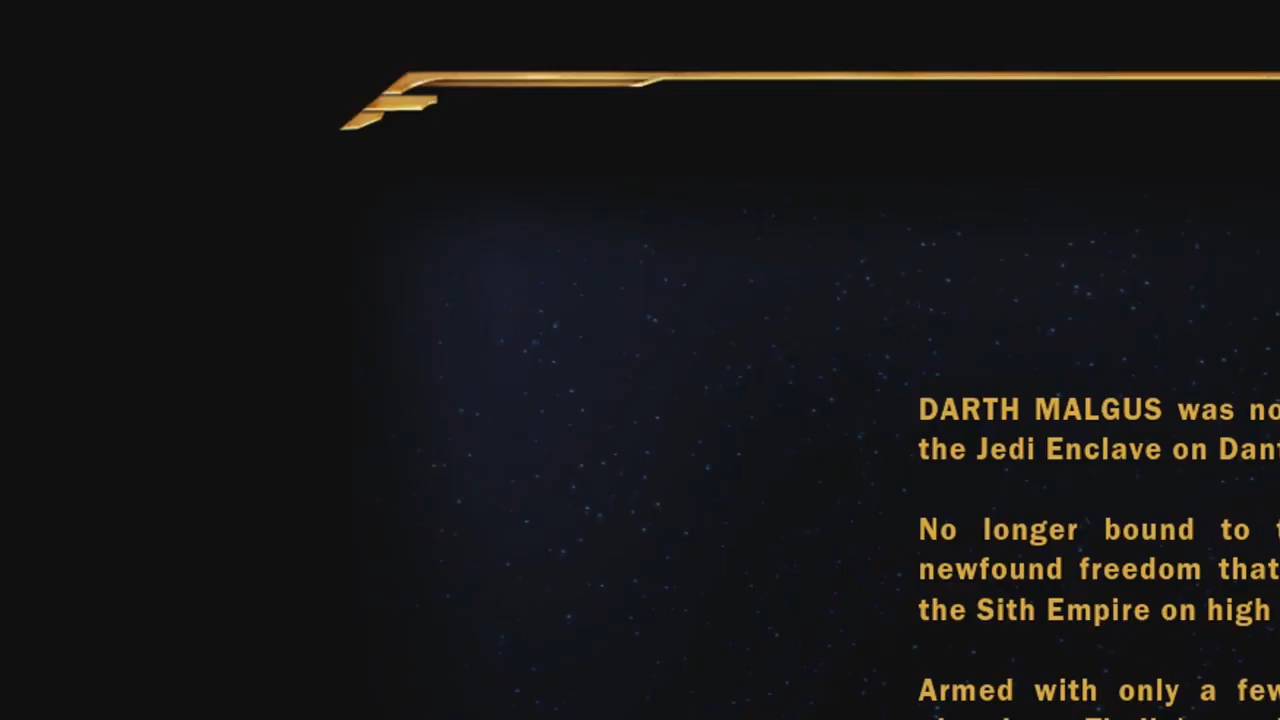 DARTH MALGUS was no
the Jedi Enclave on Dant
No longer bound to t
newfound freedom that
the Sith Empire on high
Armed with only a few